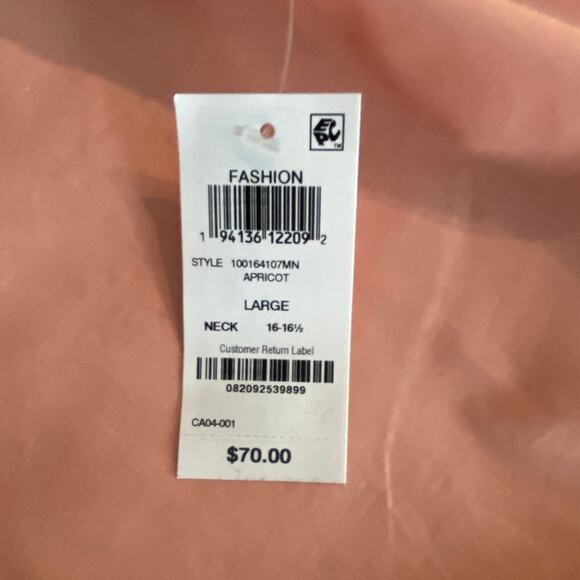 EPC™
FASHION
1 94136 12209 2
STYLE 100164107MN
APRICOT
LARGE
NECK 16-16½
Customer Return Label
082092539899
CA04-001
$70.00